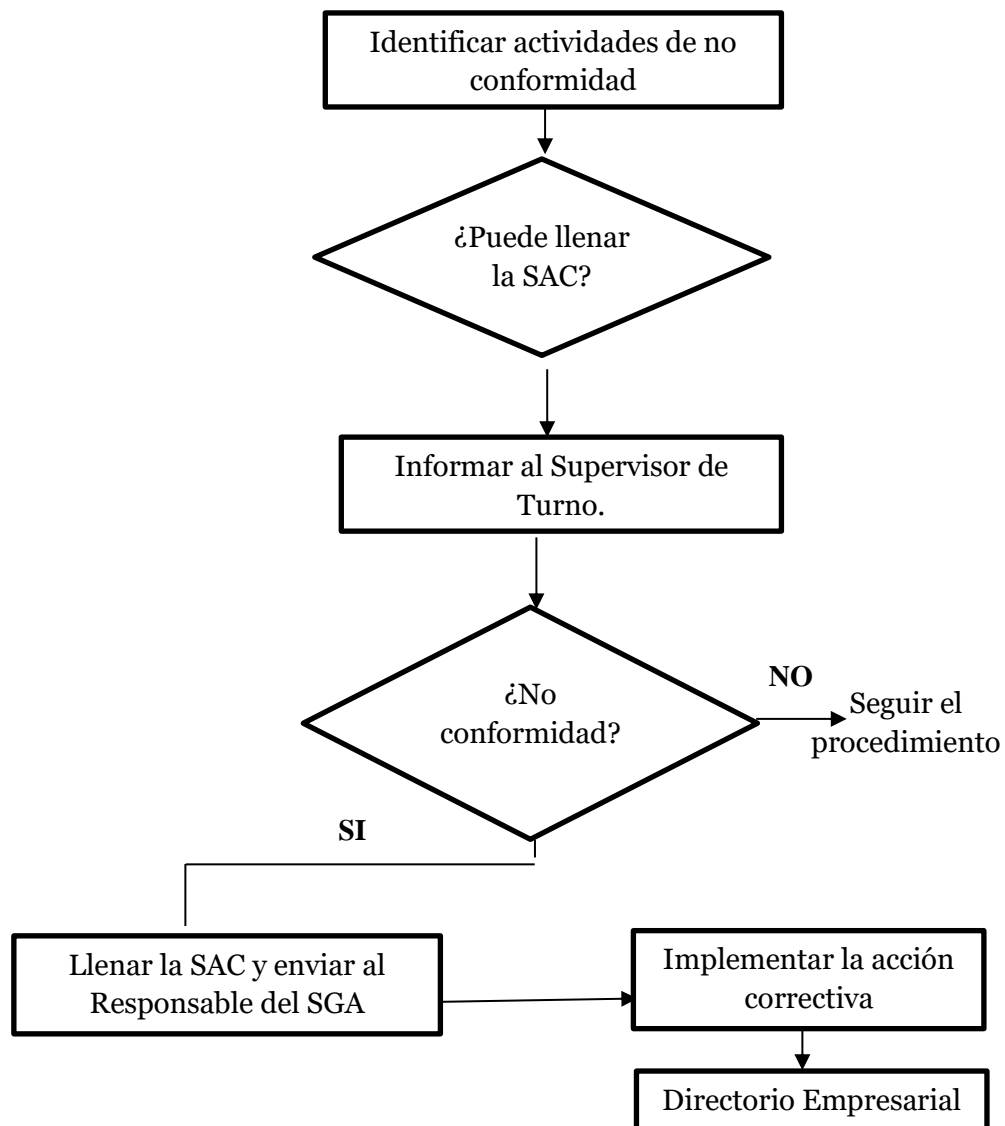 Identificar actividades de no
conformidad
¿Puede llenar
la SAC?
Informar al Supervisor de
Turno.
¿No
conformidad?
NO
Seguir el
procedimiento
SI
Llenar la SAC y enviar al
Responsable del SGA
Implementar la acción
correctiva
Directorio Empresarial